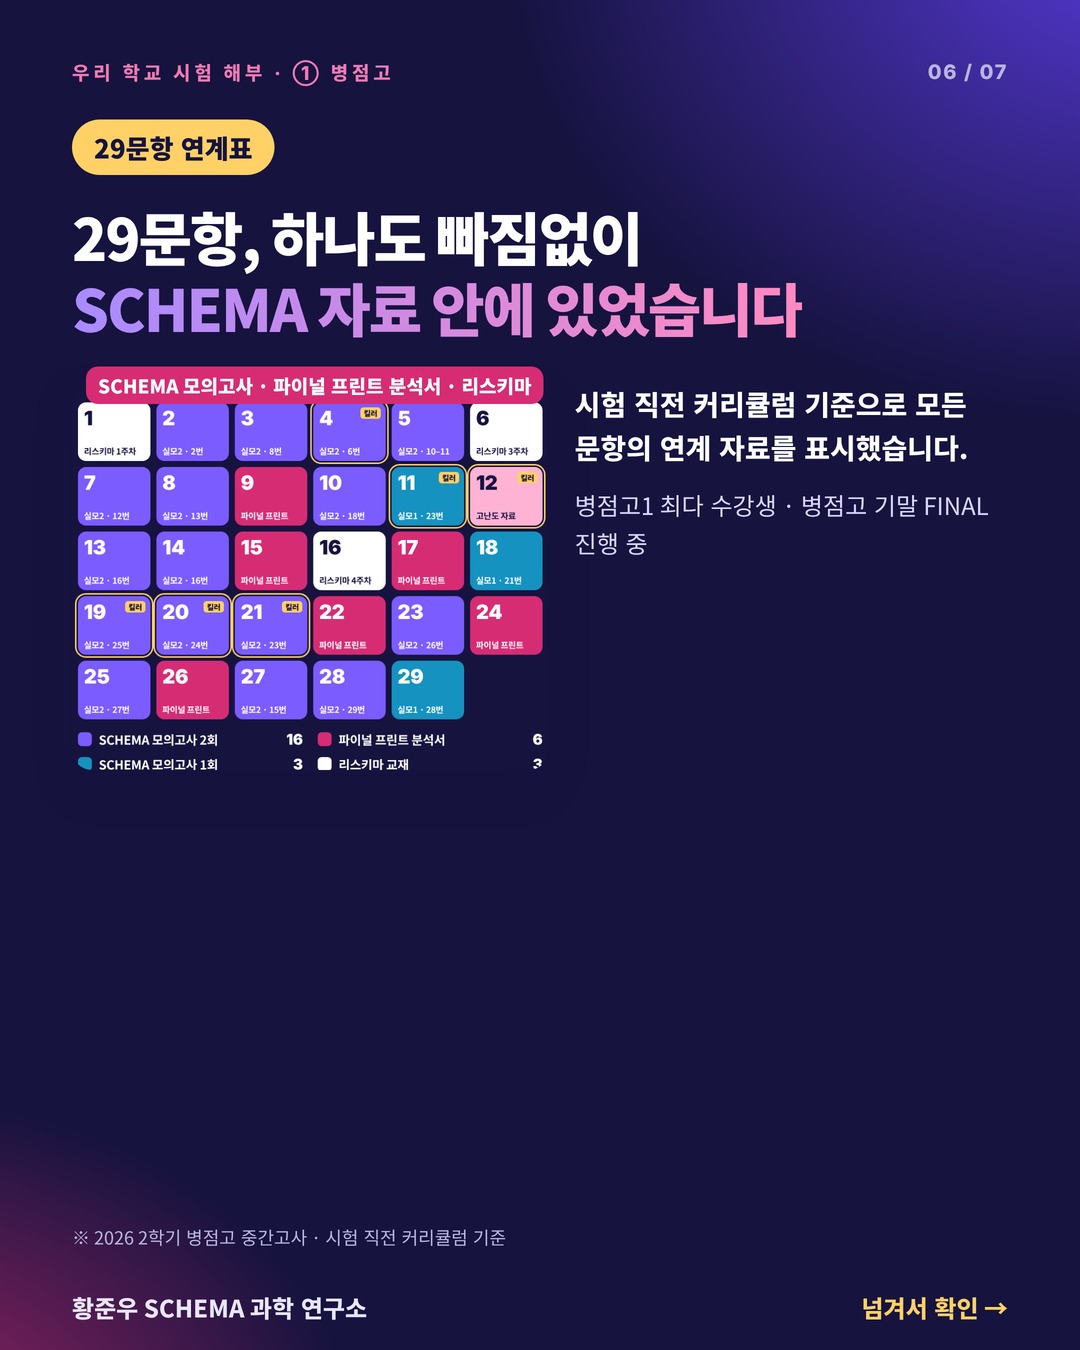 우리 학교 시험 해부 · ① 병점고
06 / 07
29문항 연계표
29문항, 하나도 빠짐없이
SCHEMA 자료 안에 있었습니다
SCHEMA 모의고사 · 파이널 프린트 분석서 · 리스키마
1
리스키마 1주차
2
실모2 · 2번
3
실모2 · 8번
4
킬러
실모2 · 6번
5
실모2 · 10-11
6
리스키마 3주차
7
실모2 · 12번
8
실모2 · 13번
9
파이널 프린트
10
실모2 · 18번
11
킬러
실모1 · 23번
12
킬러
고난도 자료
13
실모2 · 16번
14
실모2 · 16번
15
파이널 프린트
16
리스키마 4주차
17
파이널 프린트
18
실모1 · 21번
19
킬러
실모2 · 25번
20
킬러
실모2 · 24번
21
킬러
실모2 · 23번
22
파이널 프린트
23
실모2 · 26번
24
파이널 프린트
25
실모2 · 27번
26
파이널 프린트
27
실모2 · 15번
28
실모2 · 29번
29
실모1 · 28번
SCHEMA 모의고사 2회 16
파이널 프린트 분석서 6
SCHEMA 모의고사 1회 3
리스키마 교재 3
시험 직전 커리큘럼 기준으로 모든
문항의 연계 자료를 표시했습니다.
병점고1 최다 수강생 · 병점고 기말 FINAL
진행 중
※ 2026 2학기 병점고 중간고사 · 시험 직전 커리큘럼 기준
황준우 SCHEMA 과학 연구소
넘겨서 확인 →